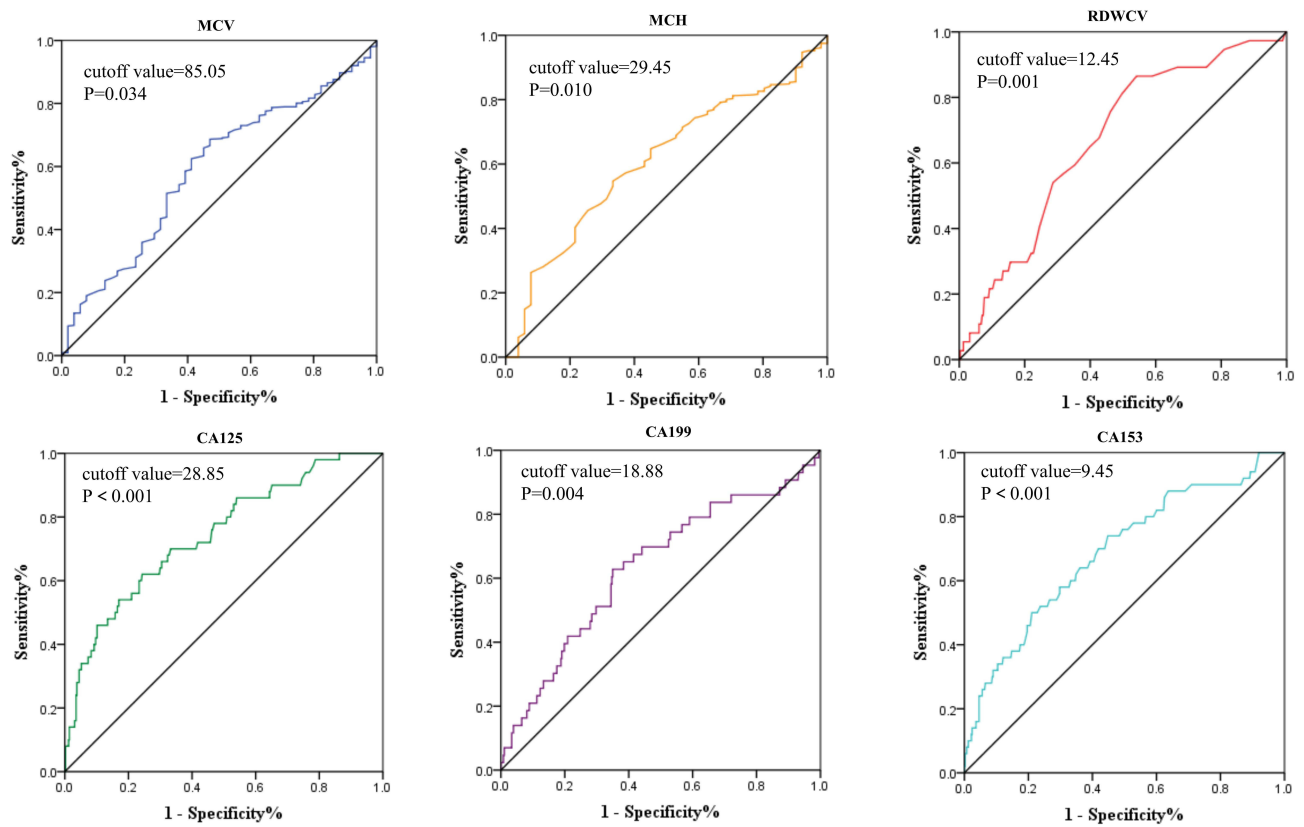 MCV
cutoff value=85.05
P=0.034
1.0
0.8
0.6
0.4
0.2
0.0
Sensitivity%
0.0 0.2 0.4 0.6 0.8 1.0
1 - Specificity%
MCH
cutoff value=29.45
P=0.010
1.0
0.8
0.6
0.4
0.2
0.0
Sensitivity%
0.0 0.2 0.4 0.6 0.8 1.0
1 - Specificity%
RDWCV
cutoff value=12.45
P=0.001
1.0
0.8
0.6
0.4
0.2
0.0
Sensitivity%
0.0 0.2 0.4 0.6 0.8 1.0
1 - Specificity%
CA125
cutoff value=28.85
P < 0.001
1.0
0.8
0.6
0.4
0.2
0.0
Sensitivity%
0.0 0.2 0.4 0.6 0.8 1.0
1 - Specificity%
CA199
cutoff value=18.88
P=0.004
1.0
0.8
0.6
0.4
0.2
0.0
Sensitivity%
0.0 0.2 0.4 0.6 0.8 1.0
1 - Specificity%
CA153
cutoff value=9.45
P < 0.001
1.0
0.8
0.6
0.4
0.2
0.0
Sensitivity%
0.0 0.2 0.4 0.6 0.8 1.0
1 - Specificity%